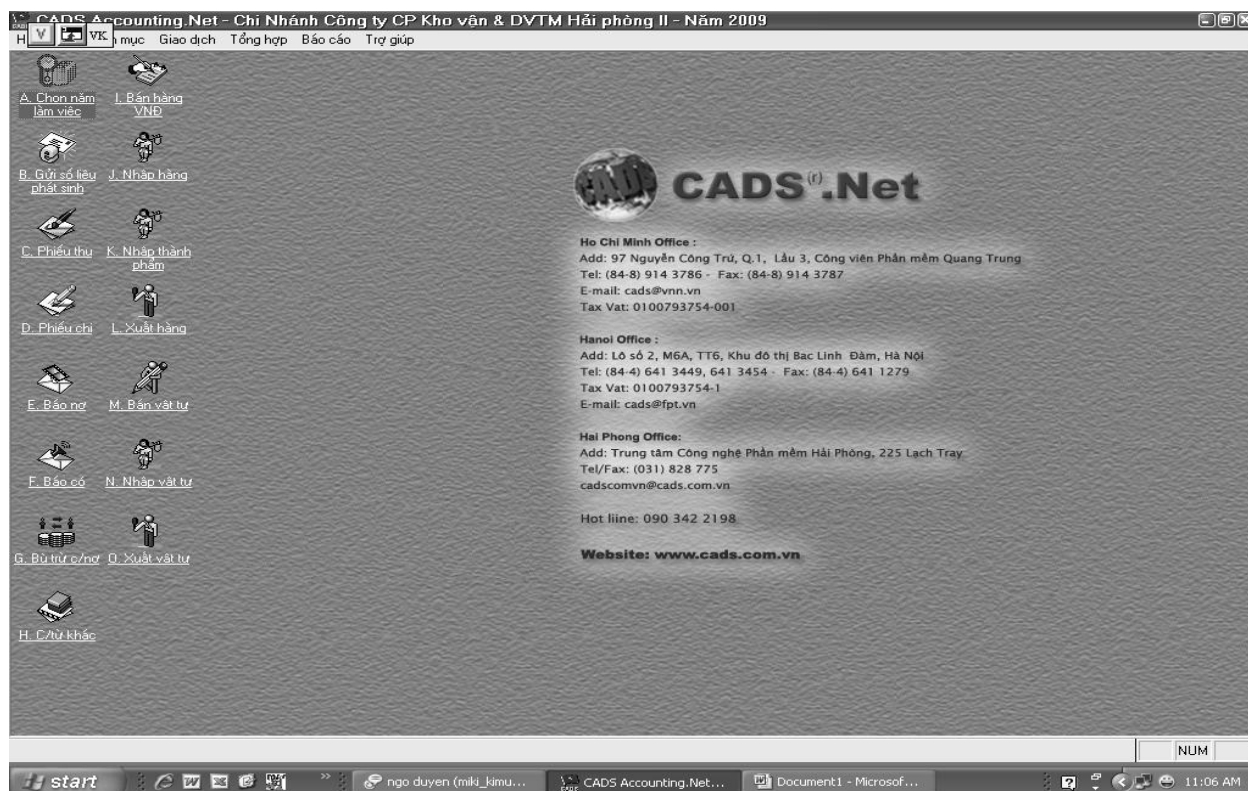 CADS Accounting.Net - Chi Nhánh Công ty CP Kho vận & DVTM Hải phòng II - Năm 2009
H V VK mục Giao dịch Tổng hợp Báo cáo Trợ giúp
A. Chọn năm làm việc
I. Bán hàng VNĐ
B. Gửi số liệu phát sinh
J. Nhập hàng
C. Phiếu thu
K. Nhập thành phẩm
D. Phiếu chi
L. Xuất hàng
E. Báo nợ
M. Bán vật tư
F. Báo có
N. Nhập vật tư
G. Bù trừ c/nợ
O. Xuất vật tư
H. C/từ khác
CADS
CADS (r).Net
Ho Chi Minh Office :
Add: 97 Nguyễn Công Trứ, Q.1, Lầu 3, Công viên Phần mềm Quang Trung
Tel: (84-8) 914 3786 - Fax: (84-8) 914 3787
E-mail: cads@vnn.vn
Tax Vat: 0100793754-001
Hanoi Office :
Add: Lô số 2, M6A, TT6, Khu đô thị Bac Linh Đàm, Hà Nội
Tel: (84-4) 641 3449, 641 3454 - Fax: (84-4) 641 1279
Tax Vat: 0100793754-1
E-mail: cads@fpt.vn
Hai Phong Office:
Add: Trung tâm Công nghệ Phần mềm Hải Phòng, 225 Lạch Tray
Tel/Fax: (031) 828 775
cadscomvn@cads.com.vn
Hot liine: 090 342 2198
Website: www.cads.com.vn
NUM
start
ngo duyen (miki_kimu...
CADS Accounting.Net...
Document1 - Microsof...
11:06 AM